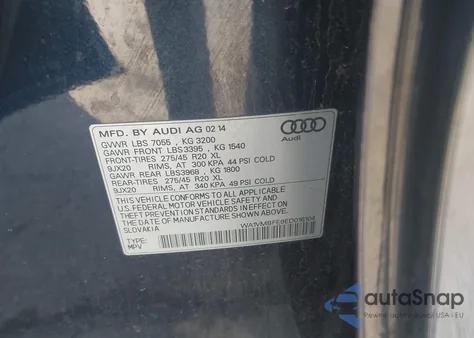 MFD. BY AUDI AG 02 14
GVWR LBS 7055 , KG 3200
GAWR FRONT LBS3395 , KG 1540
FRONT-TIRES 275/45 R20 XL
9JX20 RIMS, AT 300 KPA 44 PSI COLD
GAWR REAR LBS3968 , KG 1800
REAR-TIRES 275/45 R20 XL
9JX20 RIMS, AT 340 KPA 49 PSI COLD
THIS VEHICLE CONFORMS TO ALL APPLICABLE
U.S. FEDERAL MOTOR VEHICLE SAFETY AND
THEFT PREVENTION STANDARDS IN EFFECT ON
THE DATE OF MANUFACTURE SHOWN ABOVE
SLOVAKIA
TYPE:
MPV
Audi
autoSnap
Pewne auto z USA i EU